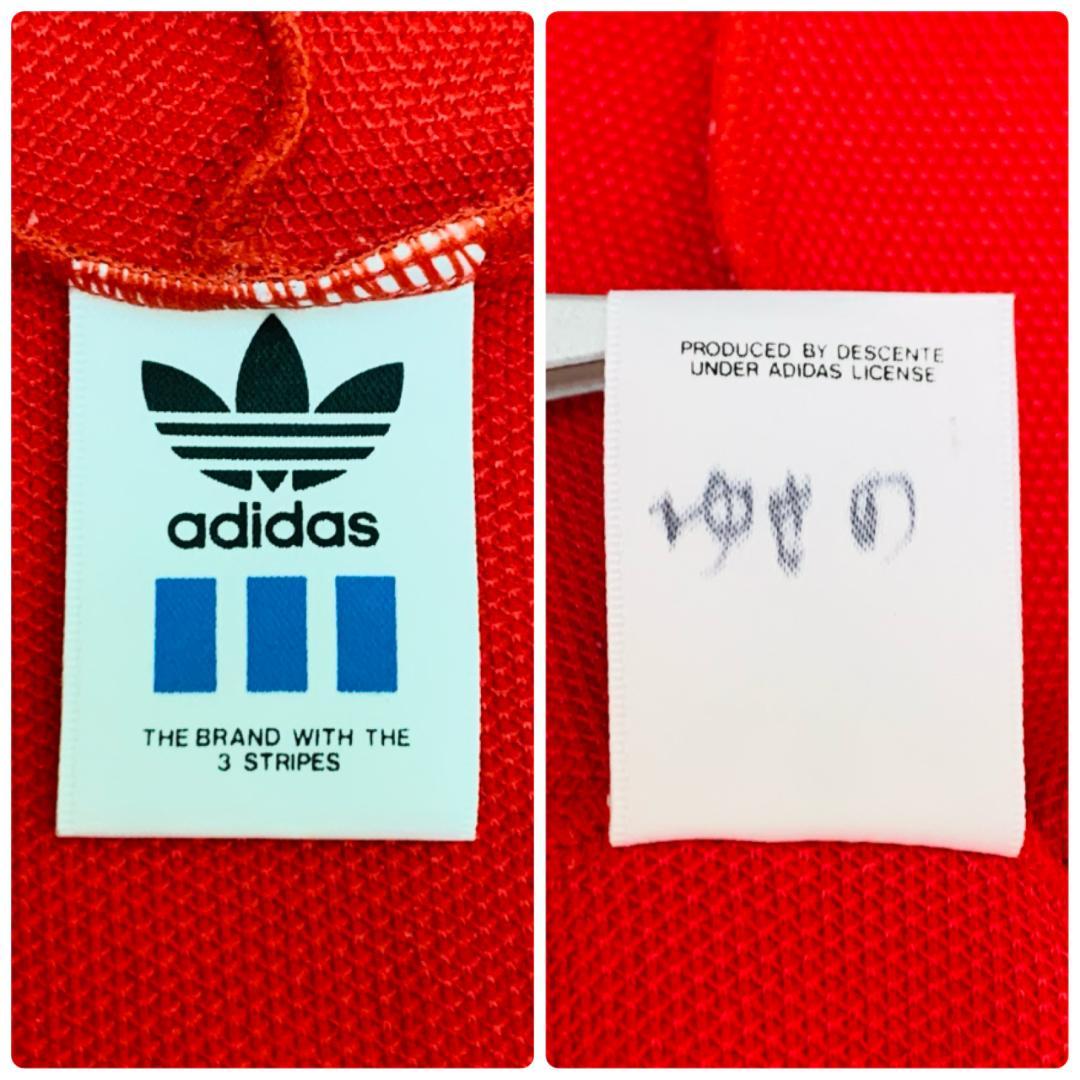 adidas
THE BRAND WITH THE
3 STRIPES
PRODUCED BY DESCENTE
UNDER ADIDAS LICENSE